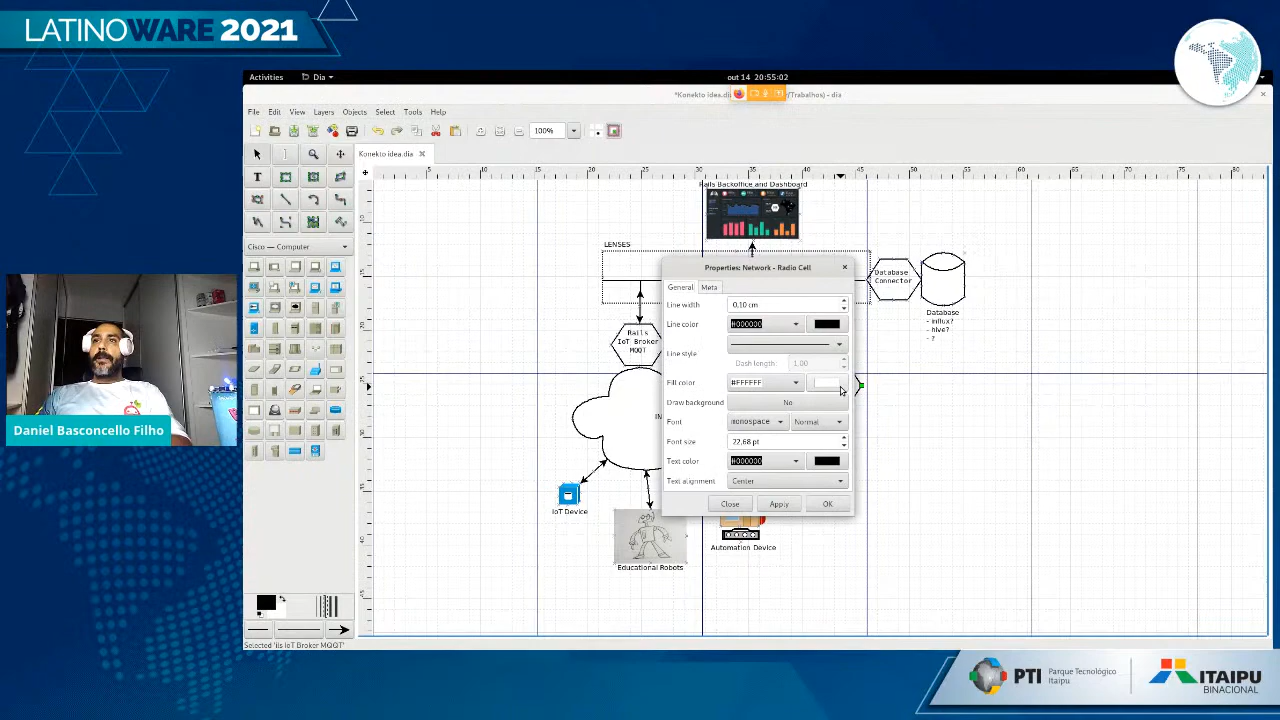 LATINOWARE 2021
Activities
Dia
out 14 20:55:02
*Konekto idea.di
/Trabalhos) - dia
File Edit View Layers Objects Select Tools Help
100%
Konekto idea.dia
Cisco — Computer
Rails Backoffice and Dashboard
LENSES
Rails
IoT Broker
MQQT
Database
Connector
Database
- influx?
- hive?
- ?
IN
IoT Device
Educational Robots
Automation Device
Properties: Network - Radio Cell
General Meta
Line width 0,10 cm
Line color #000000
Line style
Dash length: 1,00
Fill color #FFFFFF
Draw background No
Font monospace Normal
Font size 22,68 pt
Text color #000000
Text alignment Center
Close Apply OK
Selected 'ils IoT Broker MQQT'
Daniel Basconcello Filho
PTI Parque Tecnológico
Itaipu
ITAIPU
BINACIONAL